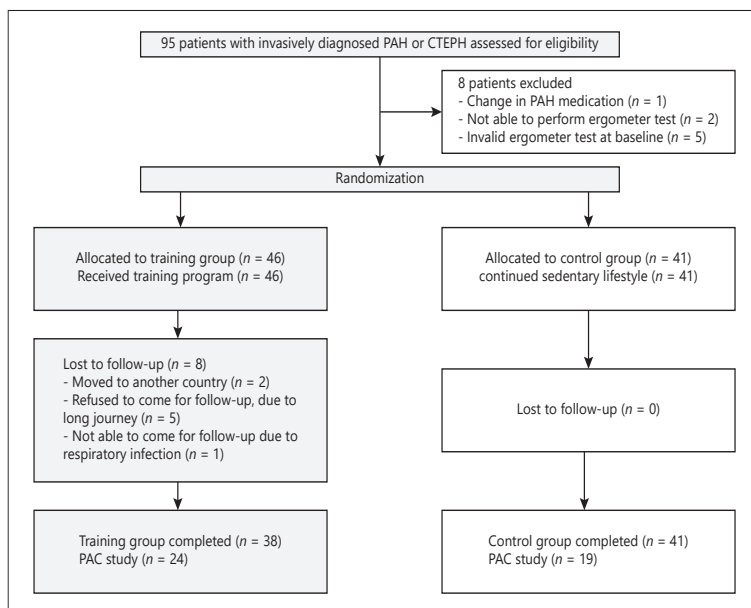 95 patients with invasively diagnosed PAH or CTEPH assessed for eligibility
8 patients excluded
- Change in PAH medication (n = 1)
- Not able to perform ergometer test (n = 2)
- Invalid ergometer test at baseline (n = 5)
Randomization
Allocated to training group (n = 46)
Received training program (n = 46)
Allocated to control group (n = 41)
continued sedentary lifestyle (n = 41)
Lost to follow-up (n = 8)
- Moved to another country (n = 2)
- Refused to come for follow-up, due to
long journey (n = 5)
- Not able to come for follow-up due to
respiratory infection (n = 1)
Lost to follow-up (n = 0)
Training group completed (n = 38)
PAC study (n = 24)
Control group completed (n = 41)
PAC study (n = 19)